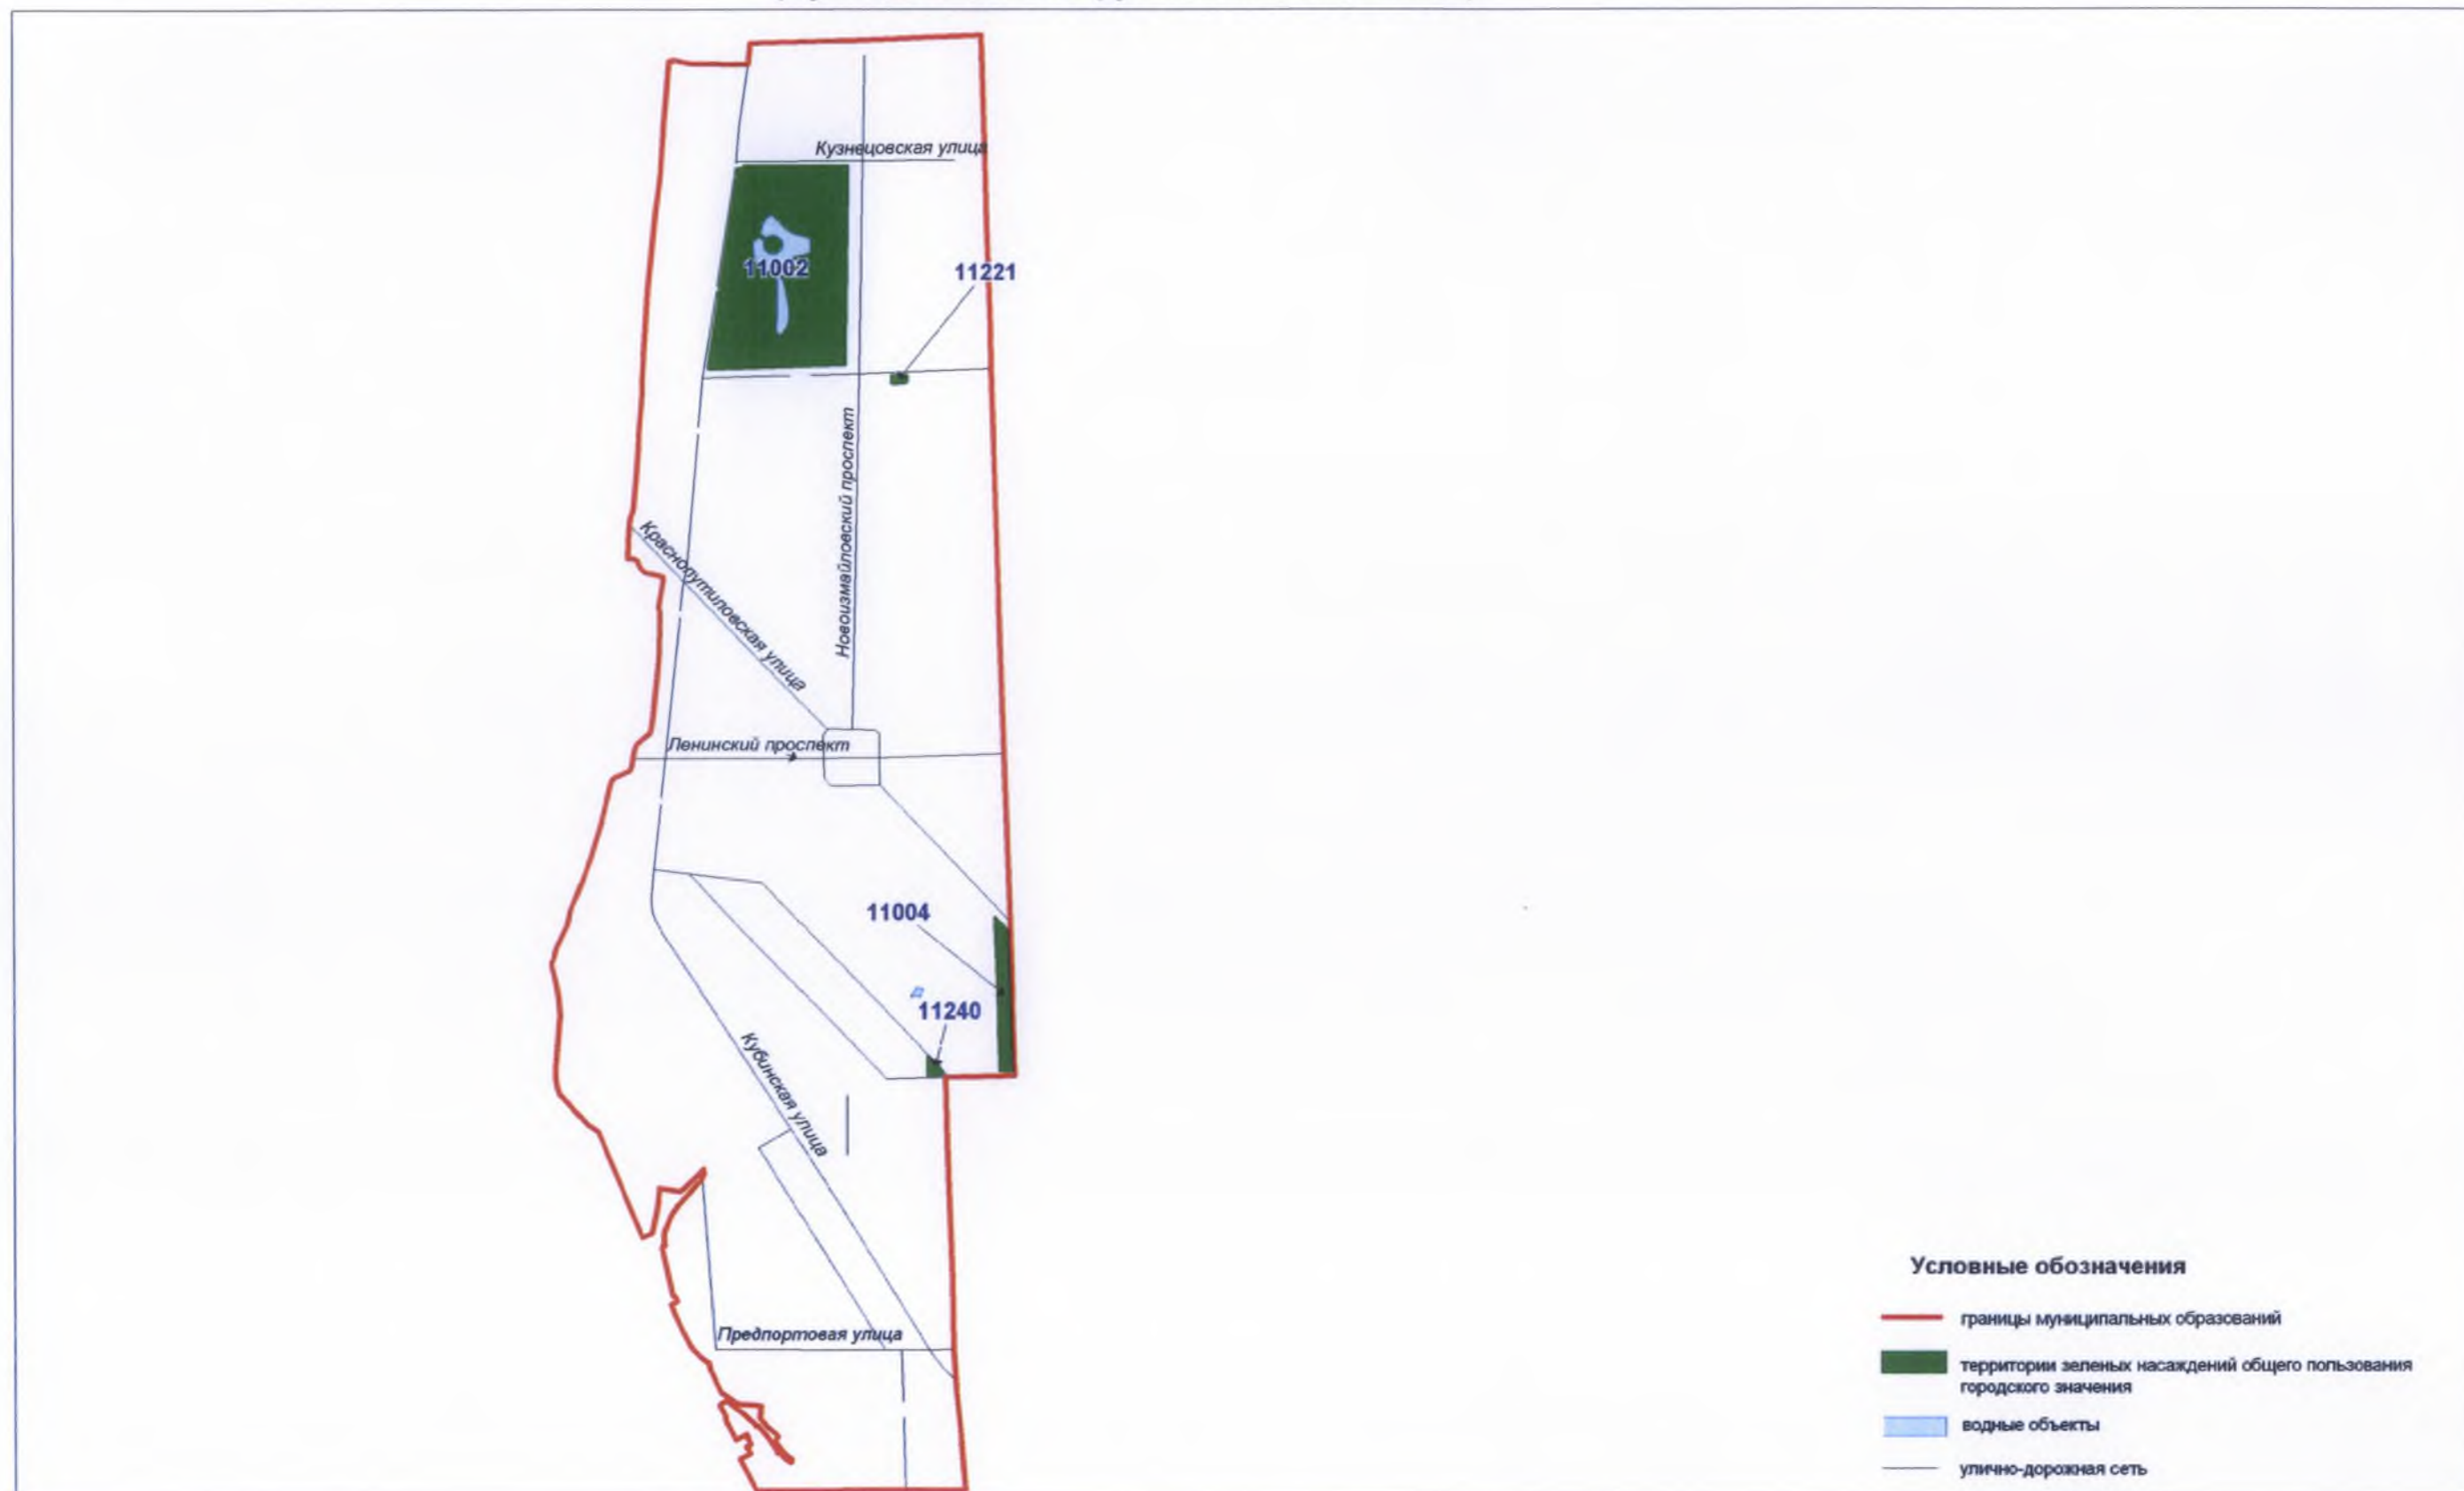 Кузнецовская улица
11002
11221
Новоизмайловский проспект
Краснопутиловская улица
Ленинский проспект
11004
11240
Кубинская улица
Предпортовая улица
Условные обозначения
границы муниципальных образований
территории зеленых насаждений общего пользования
городского значения
водные объекты
улично-дорожная сеть